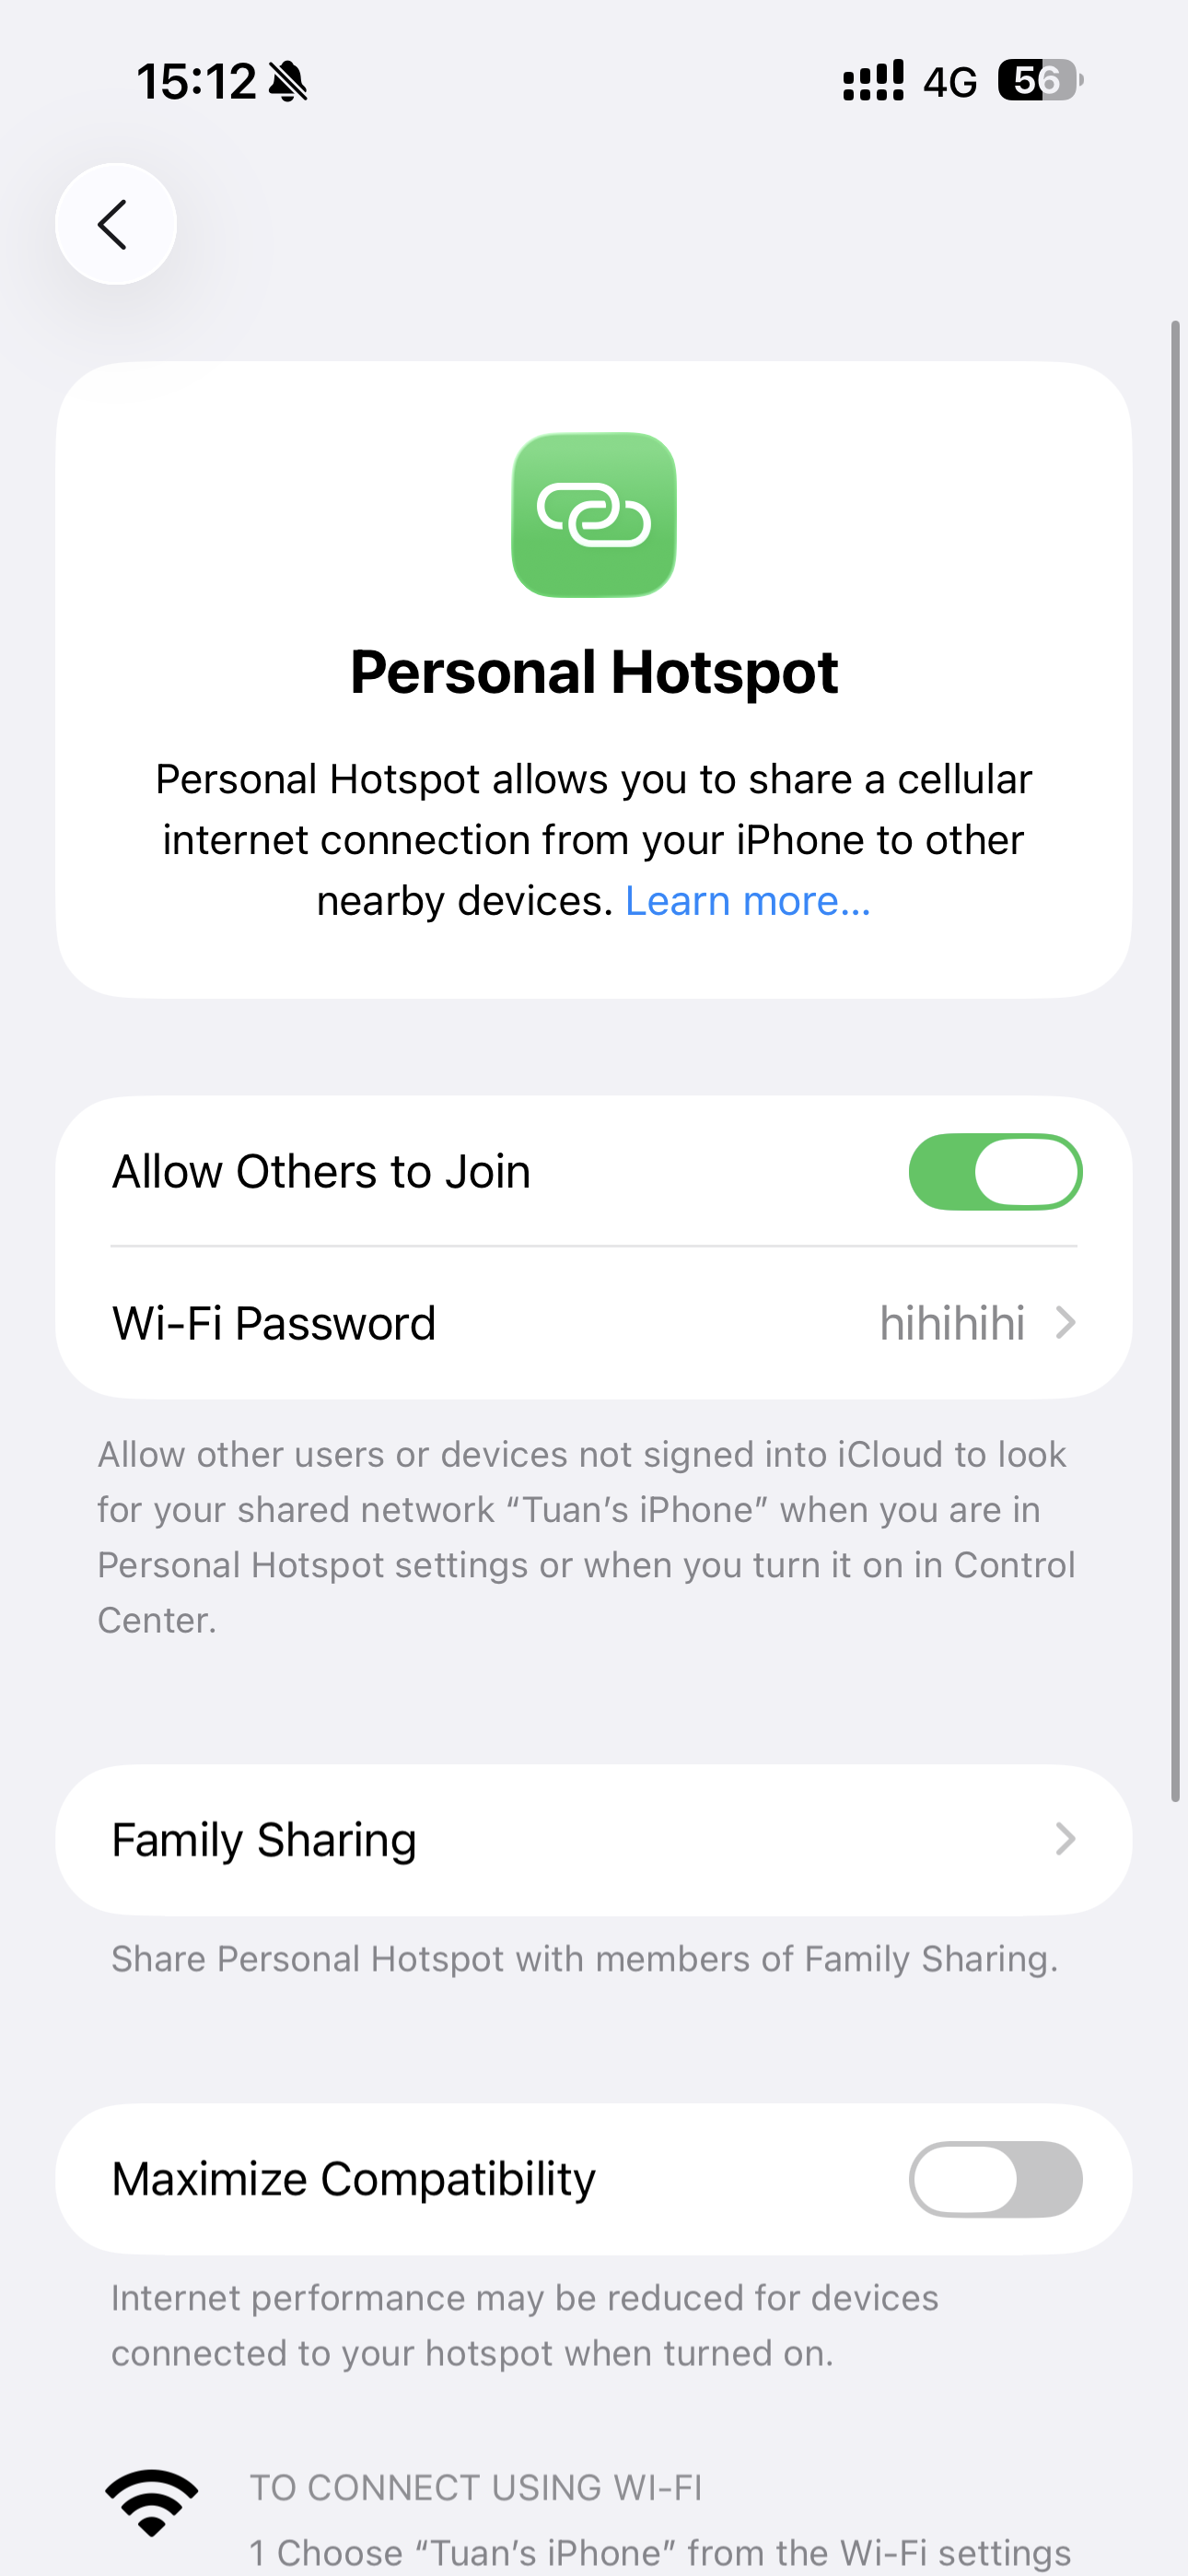 15:12
4G
56
Personal Hotspot
Personal Hotspot allows you to share a cellular
internet connection from your iPhone to other
nearby devices. Learn more...
Allow Others to Join
Wi-Fi Password hihihihi
Allow other users or devices not signed into iCloud to look
for your shared network “Tuan’s iPhone” when you are in
Personal Hotspot settings or when you turn it on in Control
Center.
Family Sharing
Share Personal Hotspot with members of Family Sharing.
Maximize Compatibility
Internet performance may be reduced for devices
connected to your hotspot when turned on.
TO CONNECT USING WI-FI
1 Choose “Tuan’s iPhone” from the Wi-Fi settings